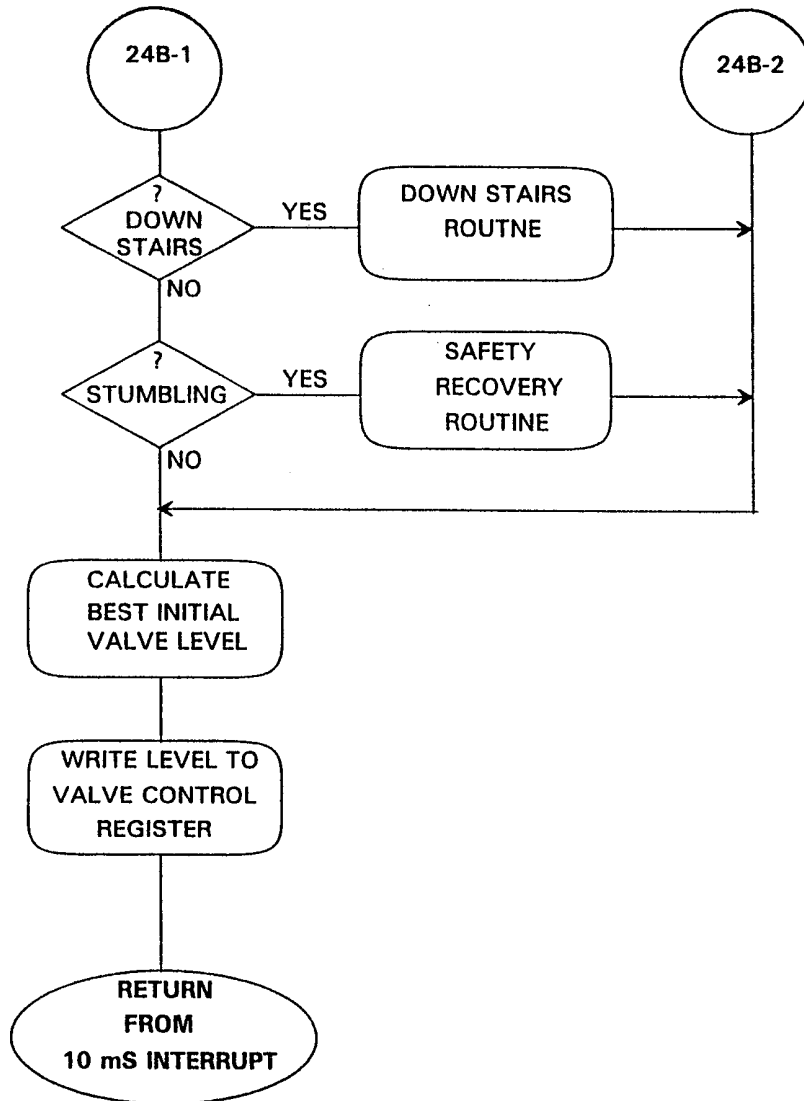 24B-1
24B-2
?
DOWN
STAIRS
YES
DOWN STAIRS
ROUTNE
NO
?
STUMBLING
YES
SAFETY
RECOVERY
ROUTINE
NO
CALCULATE
BEST INITIAL
VALVE LEVEL
WRITE LEVEL TO
VALVE CONTROL
REGISTER
RETURN
FROM
10 mS INTERRUPT